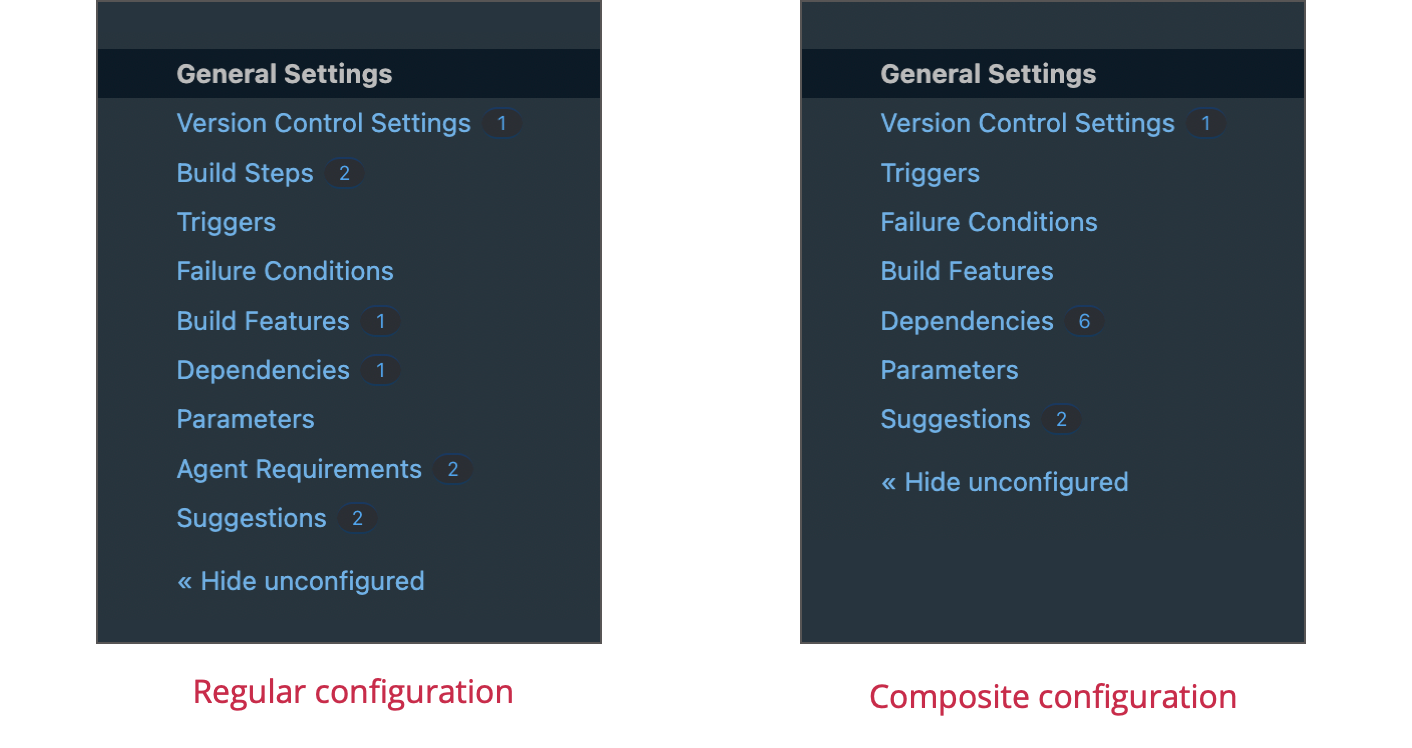 General Settings
Version Control Settings 1
Build Steps 2
Triggers
Failure Conditions
Build Features 1
Dependencies 1
Parameters
Agent Requirements 2
Suggestions 2
« Hide unconfigured
Regular configuration
General Settings
Version Control Settings 1
Triggers
Failure Conditions
Build Features
Dependencies 6
Parameters
Suggestions 2
« Hide unconfigured
Composite configuration